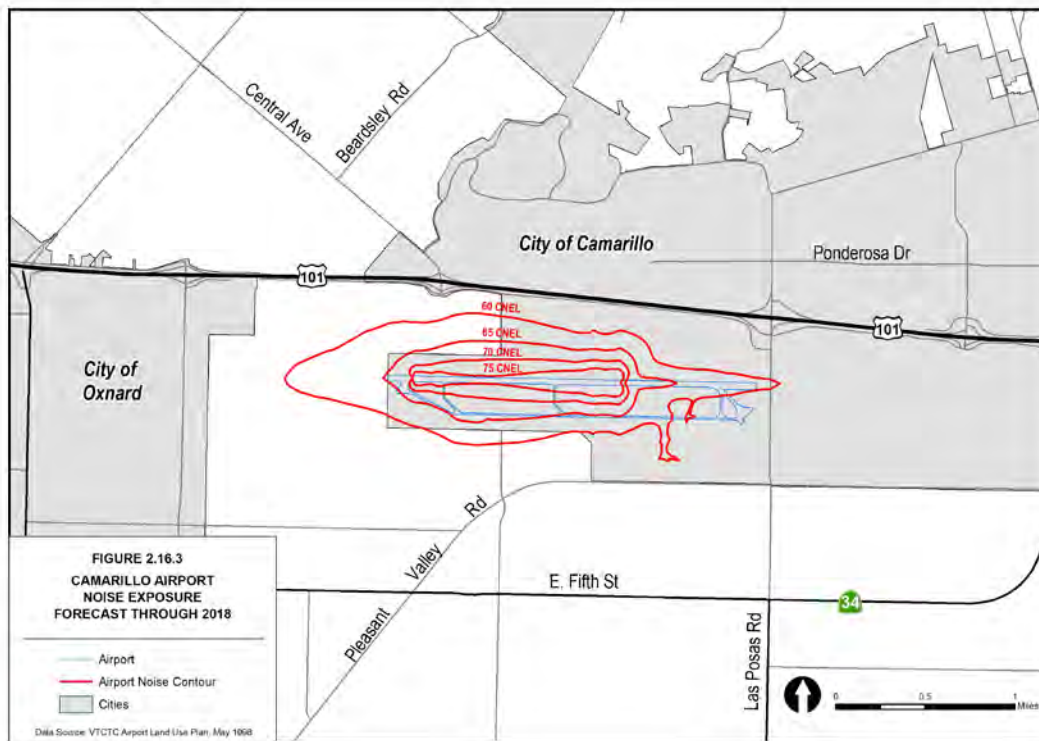 Central Ave
Beardsley Rd
City of Camarillo
Ponderosa Dr
101
101
60 CNEL
65 CNEL
70 CNEL
75 CNEL
City of
Oxnard
Pleasant Valley Rd
E. Fifth St
34
Las Posas Rd
FIGURE 2.16.3
CAMARILLO AIRPORT
NOISE EXPOSURE
FORECAST THROUGH 2018
Airport
Airport Noise Contour
Cities
Data Source: VTCTC Airport Land Use Plan, May
0 0.5 1
Miles